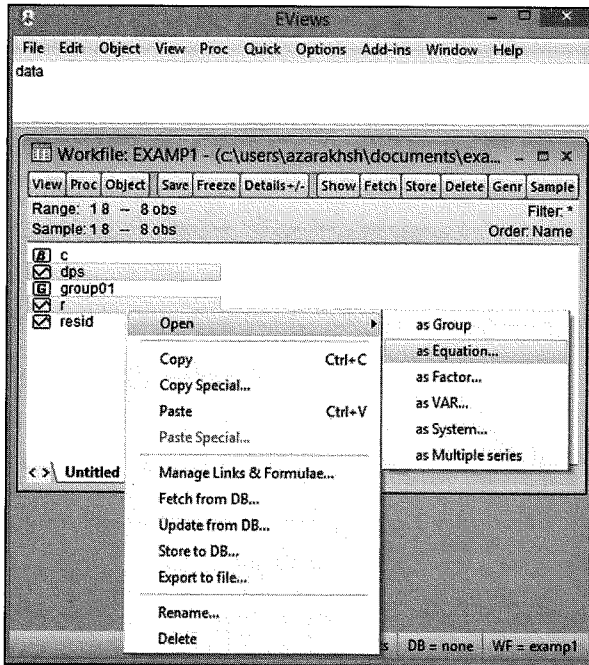 EViews
File Edit Object View Proc Quick Options Add-ins Window Help
data
Workfile: EXAMP1 - (c:\users\azarakhsh\documents\exa...
View Proc Object Save Freeze Details+/- Show Fetch Store Delete Genr Sample
Range: 1 8 -- 8 obs Filter: *
Sample: 1 8 -- 8 obs Order: Name
B c
dps
G group01
r
resid
Open
Copy Ctrl+C
Copy Special...
Paste Ctrl+V
Paste Special...
Manage Links & Formulae...
Fetch from DB...
Update from DB...
Store to DB...
Export to file...
Rename...
Delete
as Group
as Equation...
as Factor...
as VAR...
as System...
as Multiple series
Untitled
DB = none WF = examp1